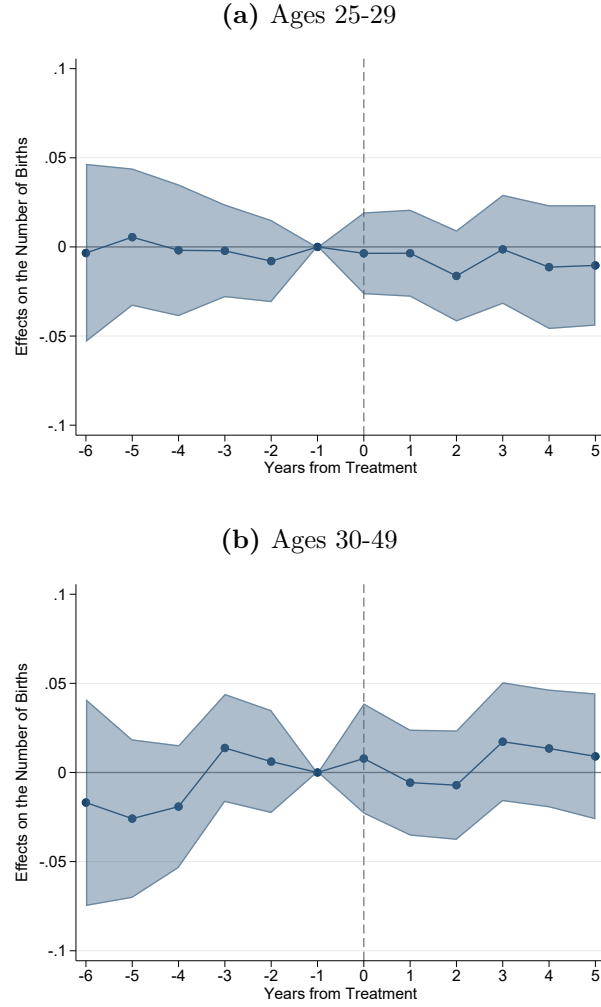 (a) Ages 25-29
.1
.05
0
-.05
-.1
Effects on the Number of Births
-6 -5 -4 -3 -2 -1 0 1 2 3 4 5
Years from Treatment
(b) Ages 30-49
.1
.05
0
-.05
-.1
Effects on the Number of Births
-6 -5 -4 -3 -2 -1 0 1 2 3 4 5
Years from Treatment